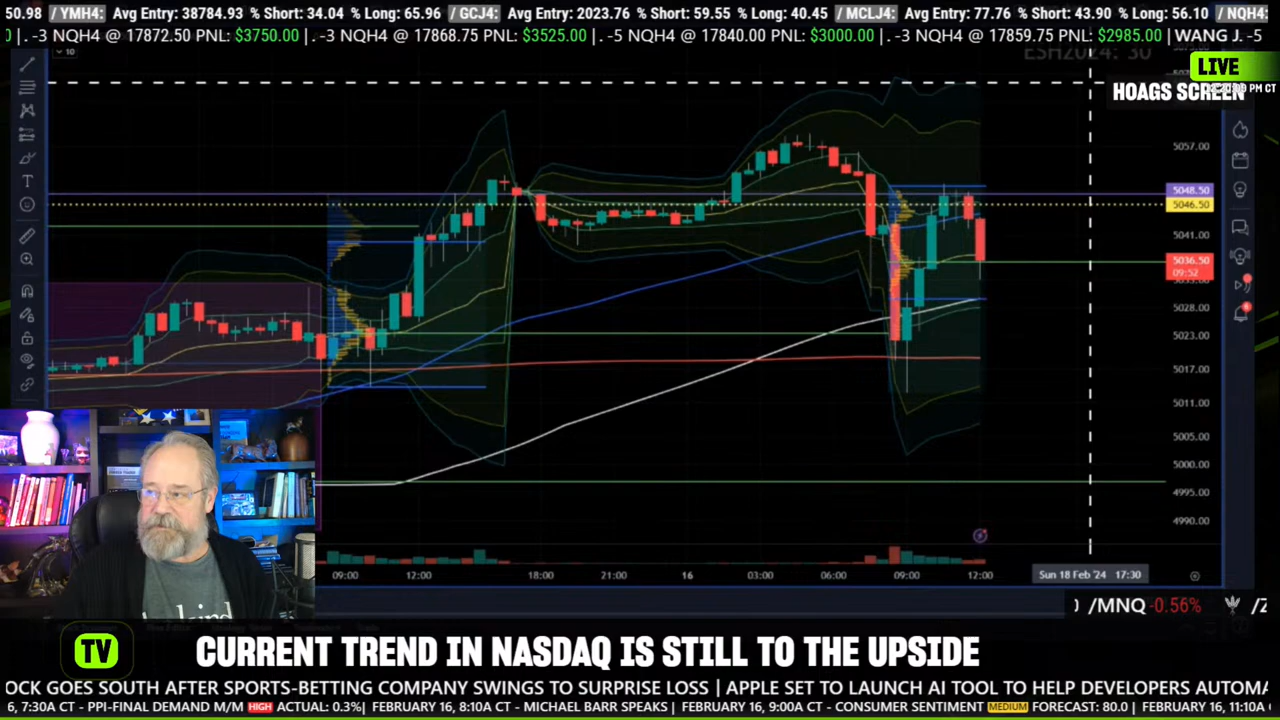 50.98 % Short: 34.04 % Long: 65.96 / GCJ4: Avg Entry: 2023.76 % Short: 59.55 % Long: 40.45 / MCLJ4: Avg Entry: 77.76 % Short: 43.90 % Long: 56.10 / NQH4:
) |. -3 NQH4 @ 17872.50 PNL: $3750.00 |. -3 NQH4 @ 17868.75 PNL: $3525.00 |. -5 NQH4 @ 17840.00 PNL: $3000.00 |. -3 NQH4 @ 17859.75 PNL: $2985.00 | WANG J. -5
10
ESH2024: 30
LIVE
HOAGS SCREEN
PM CT
5057.00
5048.50
5046.50
5041.00
5036.50
09:52
5028.00
5023.00
5017.00
5011.00
5005.00
5000.00
4995.00
4990.00
09:00 12:00 18:00 21:00 16 03:00 06:00 09:00 12:00 Sun 18 Feb '24 17:30
) /MNQ -0.56% /Z
TV
CURRENT TREND IN NASDAQ IS STILL TO THE UPSIDE
OCK GOES SOUTH AFTER SPORTS-BETTING COMPANY SWINGS TO SURPRISE LOSS | APPLE SET TO LAUNCH AI TOOL TO HELP DEVELOPERS AUTOMA
6, 7:30A CT - PPI-FINAL DEMAND M/M HIGH ACTUAL: 0.3% | FEBRUARY 16, 8:10A CT - MICHAEL BARR SPEAKS | FEBRUARY 16, 9:00A CT - CONSUMER SENTIMENT MEDIUM FORECAST: 80.0 | FEBRUARY 16, 11:10A